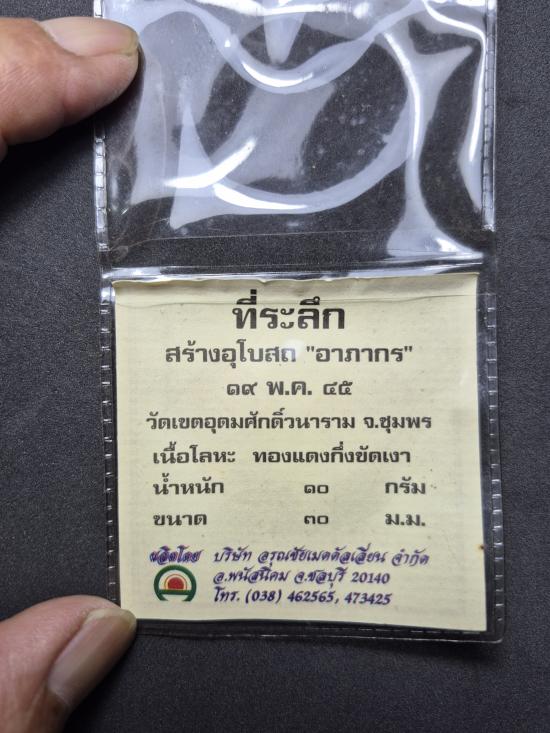 ที่ระลึก
สร้างอุโบสถ "อาภากร"
๑๙ พ.ค. ๔๕
วัดเขตอุดมศักดิ์วนาราม จ.ชุมพร
เนื้อโลหะ ทองแดงกึ่งขัดเงา
น้ำหนัก ๑๐ กรัม
ขนาด ๓๐ ม.ม.
ผลิตโดย บริษัท อรุณชัยเมดดัลเลี่ยน จำกัด
อ.พนัสนิคม จ.ชลบุรี 20140
โทร. (038) 462565, 473425